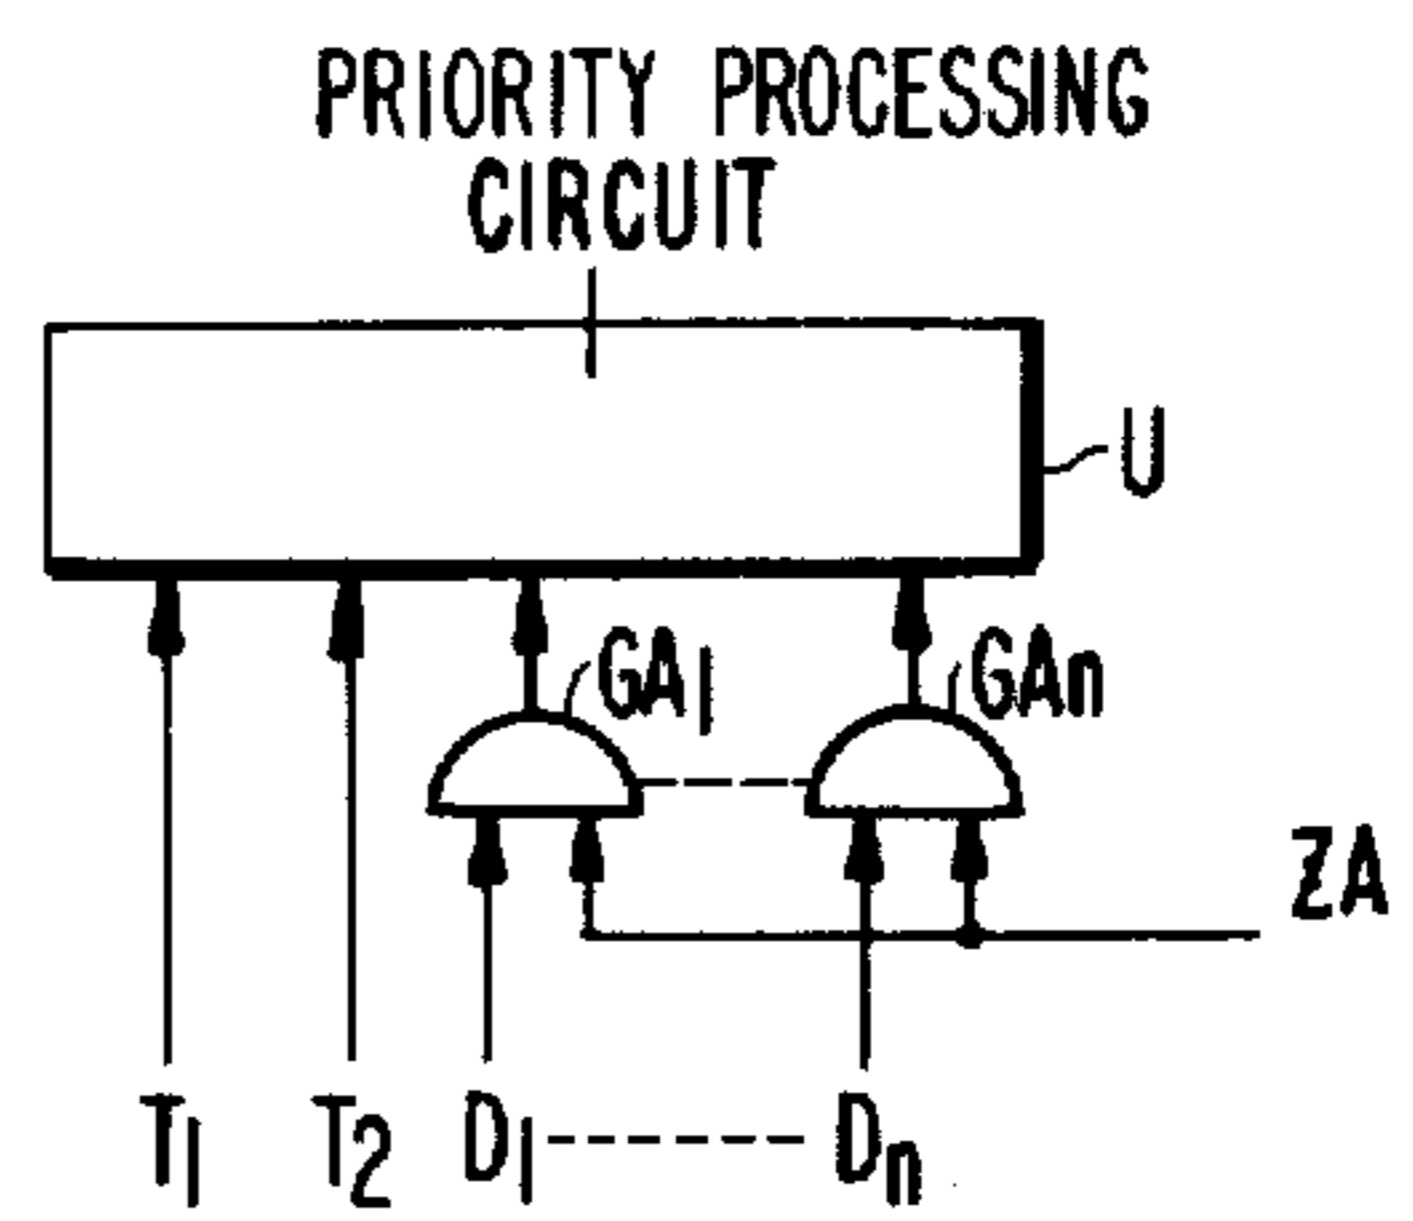 PRIORITY PROCESSING
CIRCUIT
U
GA1
GAn
ZA
T1 T2 D1 ------- Dn